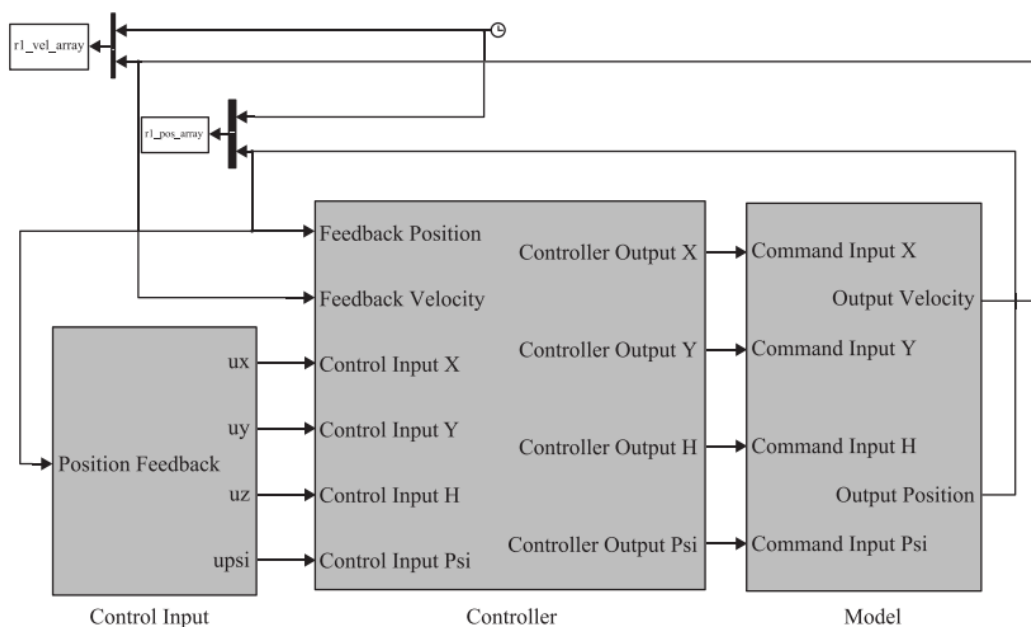 r1_vel_array
r1_pos_array
Feedback Position
Feedback Velocity
Control Input X
Control Input Y
Control Input H
Control Input Psi
Controller Output X
Controller Output Y
Controller Output H
Controller Output Psi
Command Input X
Output Velocity
Command Input Y
Command Input H
Output Position
Command Input Psi
ux
uy
Position Feedback
uz
upsi
Control Input
Controller
Model